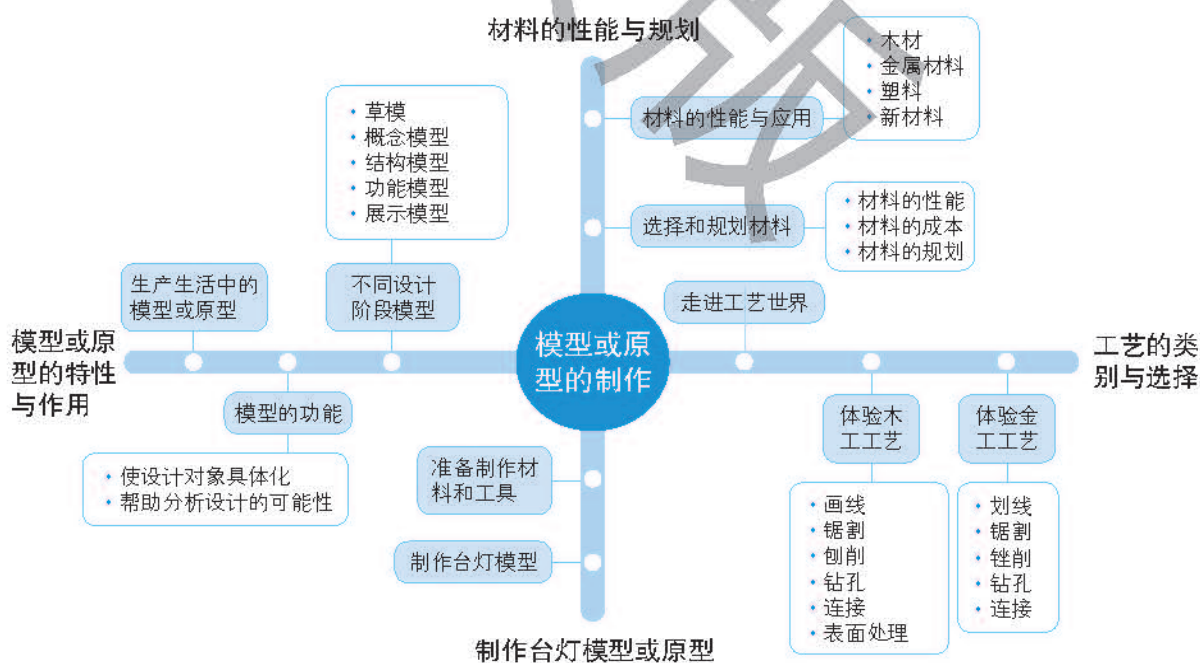 材料的性能与规划
木材
金属材料
塑料
新材料
材料的性能与应用
草模
概念模型
结构模型
功能模型
展示模型
选择和规划材料
材料的性能
材料的成本
材料的规划
生产生活中的
模型或原型
不同设计
阶段模型
走进工艺世界
模型或原
型的特性
与作用
模型或原
型的制作
工艺的类
别与选择
模型的功能
使设计对象具体化
帮助分析设计的可能性
体验木
工工艺
体验金
工工艺
准备制作材
料和工具
制作台灯模型
画线
锯割
刨削
钻孔
连接
表面处理
划线
锯割
锉削
钻孔
连接
制作台灯模型或原型